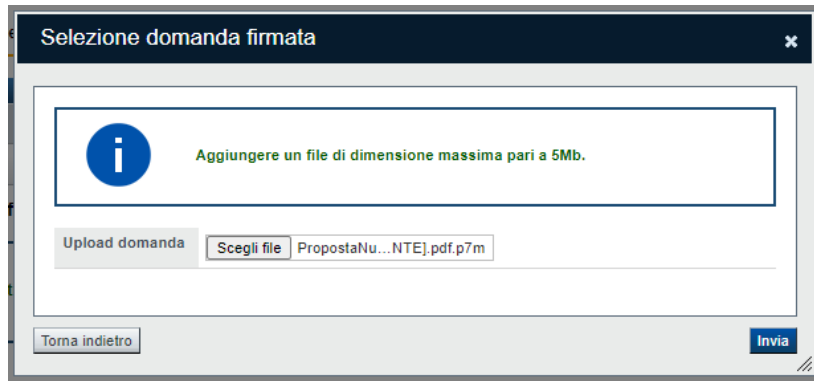 Selezione domanda firmata
Aggiungere un file di dimensione massima pari a 5Mb.
Upload domanda Scegli file PropostaNu...NTE].pdf.p7m
Torna indietro Invia